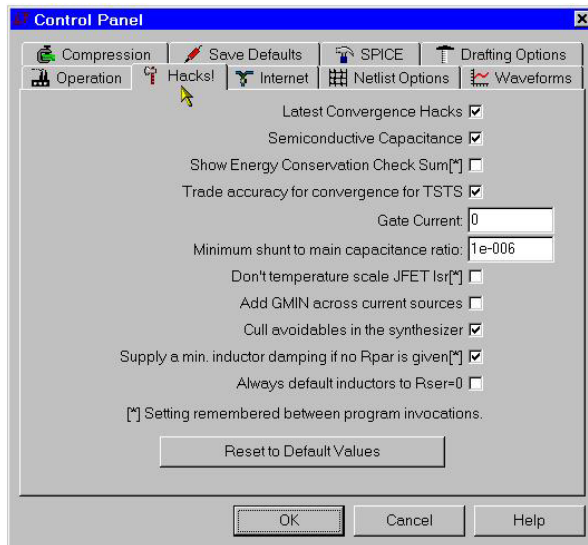 Control Panel
Compression Save Defaults SPICE Drafting Options
Operation Hacks! Internet Netlist Options Waveforms
Latest Convergence Hacks
Semiconductive Capacitance
Show Energy Conservation Check Sum[*]
Trade accuracy for convergence for TSTS
Gate Current: 0
Minimum shunt to main capacitance ratio: 1e-006
Don't temperature scale JFET Isr[*]
Add GMIN across current sources
Cull avoidables in the synthesizer
Supply a min. inductor damping if no Rpar is given[*]
Always default inductors to Rser=0
[*] Setting remembered between program invocations.
Reset to Default Values
OK Cancel Help